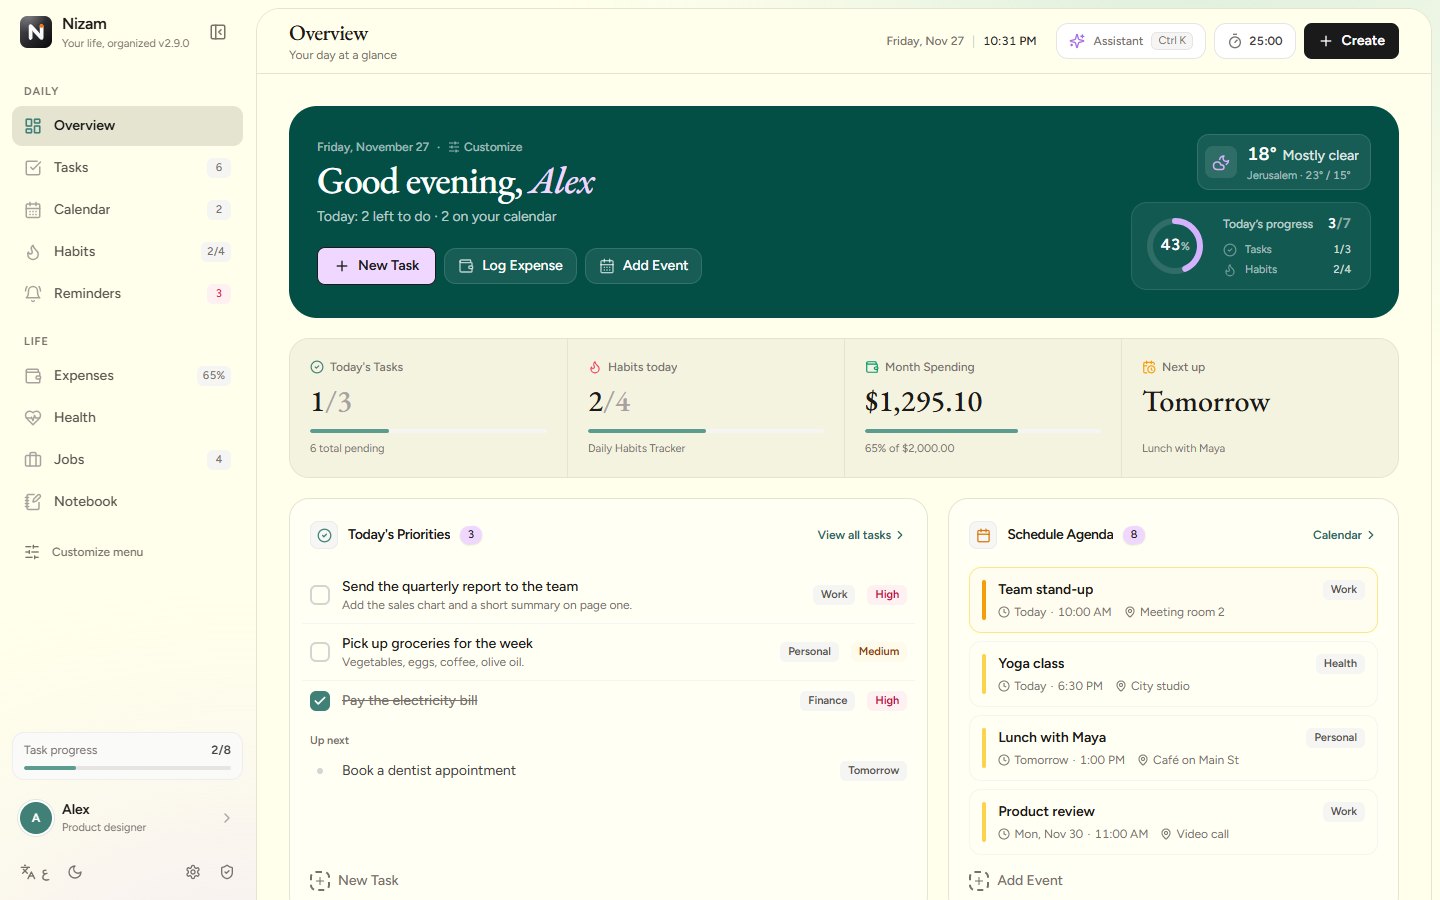 Nizam
Your life, organized v2.9.0
DAILY
Overview
Tasks 6
Calendar 2
Habits 2/4
Reminders 3
LIFE
Expenses 65%
Health
Jobs 4
Notebook
Customize menu
Task progress 2/8
A
Alex
Product designer
ع
Overview
Your day at a glance
Friday, Nov 27 10:31 PM
Assistant Ctrl K
25:00
Create
Friday, November 27 · Customize
Good evening, Alex
Today: 2 left to do · 2 on your calendar
New Task
Log Expense
Add Event
18° Mostly clear
Jerusalem · 23° / 15°
43%
Today's progress 3/7
Tasks 1/3
Habits 2/4
Today's Tasks
1/3
6 total pending
Habits today
2/4
Daily Habits Tracker
Month Spending
$1,295.10
65% of $2,000.00
Next up
Tomorrow
Lunch with Maya
Today's Priorities 3
View all tasks
Send the quarterly report to the team
Add the sales chart and a short summary on page one.
Work High
Pick up groceries for the week
Vegetables, eggs, coffee, olive oil.
Personal Medium
Pay the electricity bill
Finance High
Up next
Book a dentist appointment
Tomorrow
New Task
Schedule Agenda 8
Calendar
Team stand-up
Work
Today · 10:00 AM Meeting room 2
Yoga class
Health
Today · 6:30 PM City studio
Lunch with Maya
Personal
Tomorrow · 1:00 PM Café on Main St
Product review
Work
Mon, Nov 30 · 11:00 AM Video call
Add Event